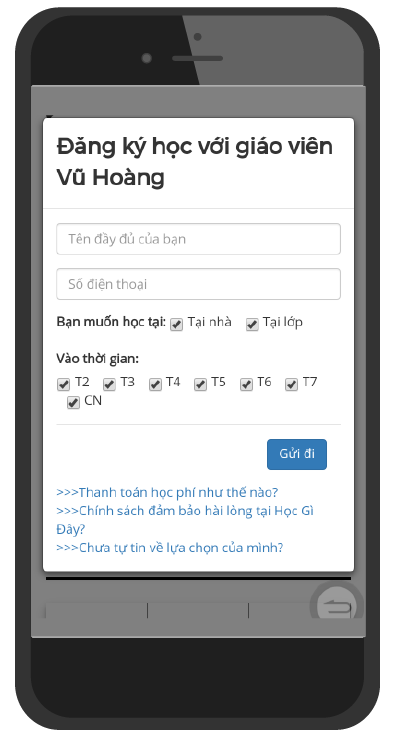 Đăng ký học với giáo viên
Vũ Hoàng
Tên đầy đủ của bạn
Số điện thoại
Bạn muốn học tại: Tại nhà Tại lớp
Vào thời gian:
T2 T3 T4 T5 T6 T7
CN
Gửi đi
>>>Thanh toán học phí như thế nào?
>>>Chính sách đảm bảo hài lòng tại Học Gì
Đây?
>>>Chưa tự tin về lựa chọn của mình?